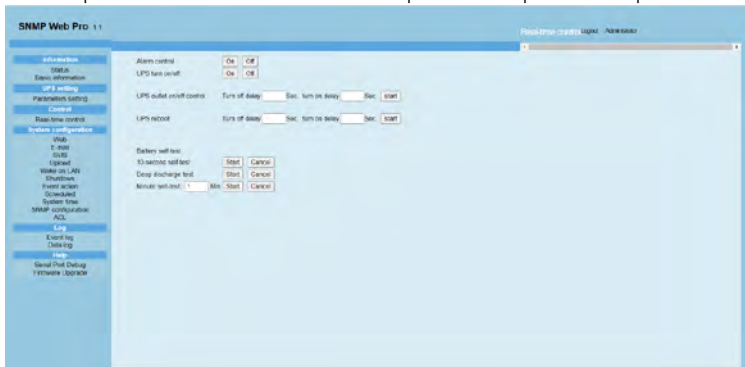 SNMP Web Pro 1.1
Real-time control Logout Administrator
Information
Status
Basic information
UPS setting
Parameters setting
Control
Real-time control
System configuration
Web
E-mail
SMS
Upload
Wake on LAN
Shutdown
Event action
Scheduled
System time
SNMP configuration
ACL
Log
Event log
Data log
Help
Serial Port Debug
Firmware Upgrade
Alarm control On Off
UPS turn on/off On Off
UPS outlet on/off control Turn off delay Sec. turn on delay Sec. start
UPS reboot turn off delay Sec. turn on delay Sec. start
Battery self test
10-second self test Start Cancel
Deep discharge test Start Cancel
Minute self-test 1 Min Start Cancel